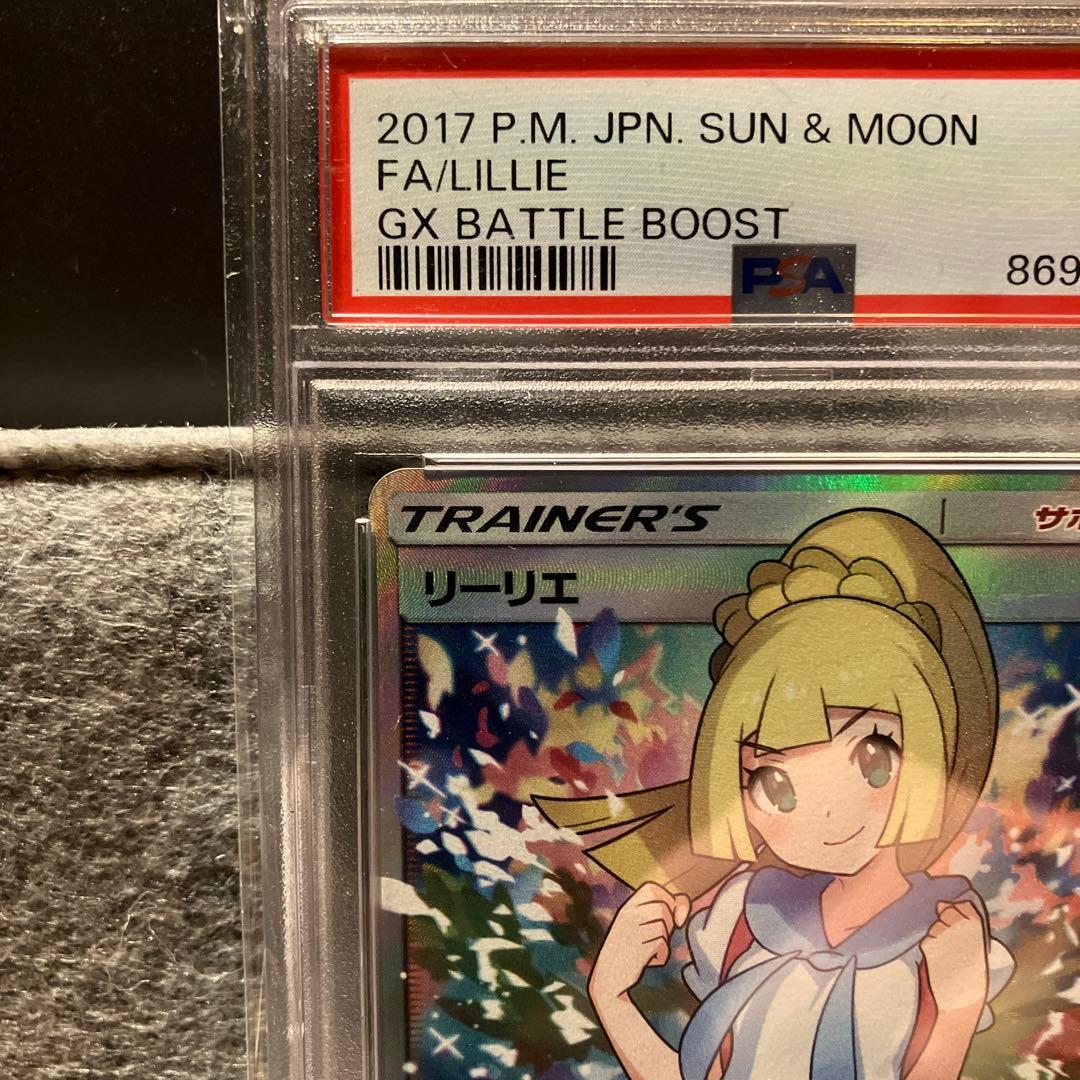 2017 P.M. JPN. SUN & MOON
FA/LILLIE
GX BATTLE BOOST
PSA
869
TRAINER'S
リーリエ